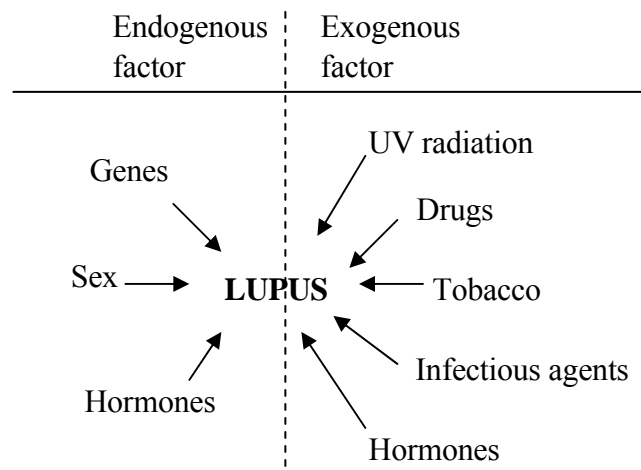 Endogenous
factor
Exogenous
factor
UV radiation
Genes
Drugs
Sex
LUPUS
Tobacco
Infectious agents
Hormones
Hormones